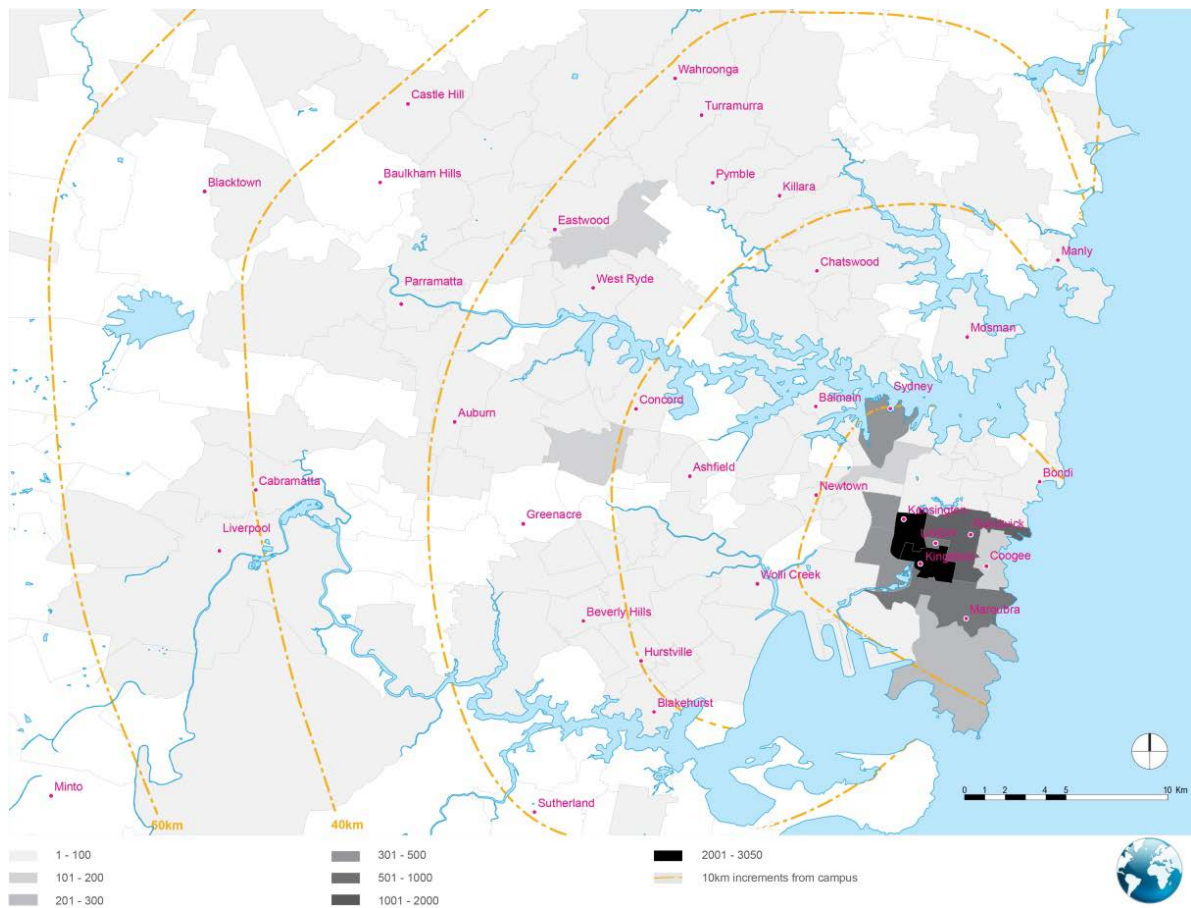 Wahroonga
Castle Hill
Turramurra
Blacktown
Baulkham Hills
Pymble
Killara
Eastwood
Manly
Chatswood
Parramatta
West Ryde
Mosman
Sydney
Balmain
Concord
Auburn
Ashfield
Bondi
Cabramatta
Newtown
Greenacre
Kensington
Randwick
Liverpool
Kingsford
Coogee
Wolli Creek
Beverly Hills
Maroubra
Hurstville
Blakehurst
Minto
Sutherland
0 1 2 4 5 10 Km
50km
40km
1 - 100
301 - 500
2001 - 3050
101 - 200
501 - 1000
10km increments from campus
201 - 300
1001 - 2000